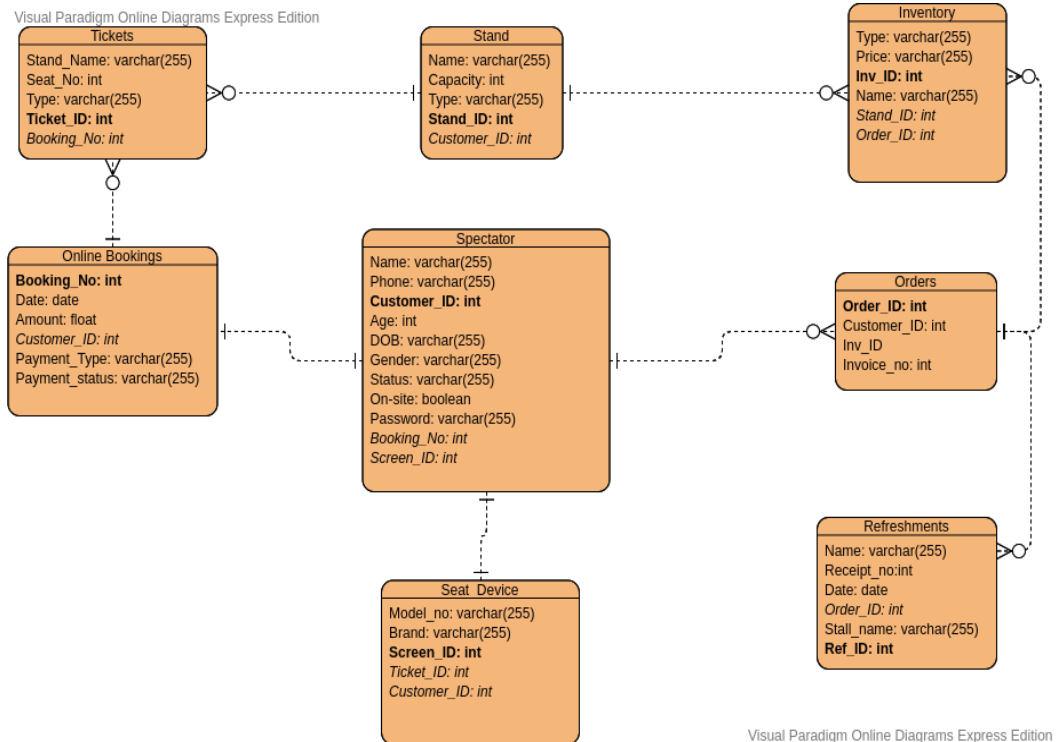 Visual Paradigm Online Diagrams Express Edition
Tickets
Stand_Name: varchar(255)
Seat_No: int
Type: varchar(255)
Ticket_ID: int
Booking_No: int
Stand
Name: varchar(255)
Capacity: int
Type: varchar(255)
Stand_ID: int
Customer_ID: int
Inventory
Type: varchar(255)
Price: varchar(255)
Inv_ID: int
Name: varchar(255)
Stand_ID: int
Order_ID: int
Online Bookings
Booking_No: int
Date: date
Amount: float
Customer_ID: int
Payment_Type: varchar(255)
Payment_status: varchar(255)
Spectator
Name: varchar(255)
Phone: varchar(255)
Customer_ID: int
Age: int
DOB: varchar(255)
Gender: varchar(255)
Status: varchar(255)
On-site: boolean
Password: varchar(255)
Booking_No: int
Screen_ID: int
Orders
Order_ID: int
Customer_ID: int
Inv_ID
Invoice_no: int
Seat_Device
Model_no: varchar(255)
Brand: varchar(255)
Screen_ID: int
Ticket_ID: int
Customer_ID: int
Refreshments
Name: varchar(255)
Receipt_no:int
Date: date
Order_ID: int
Stall_name: varchar(255)
Ref_ID: int
Visual Paradigm Online Diagrams Express Edition